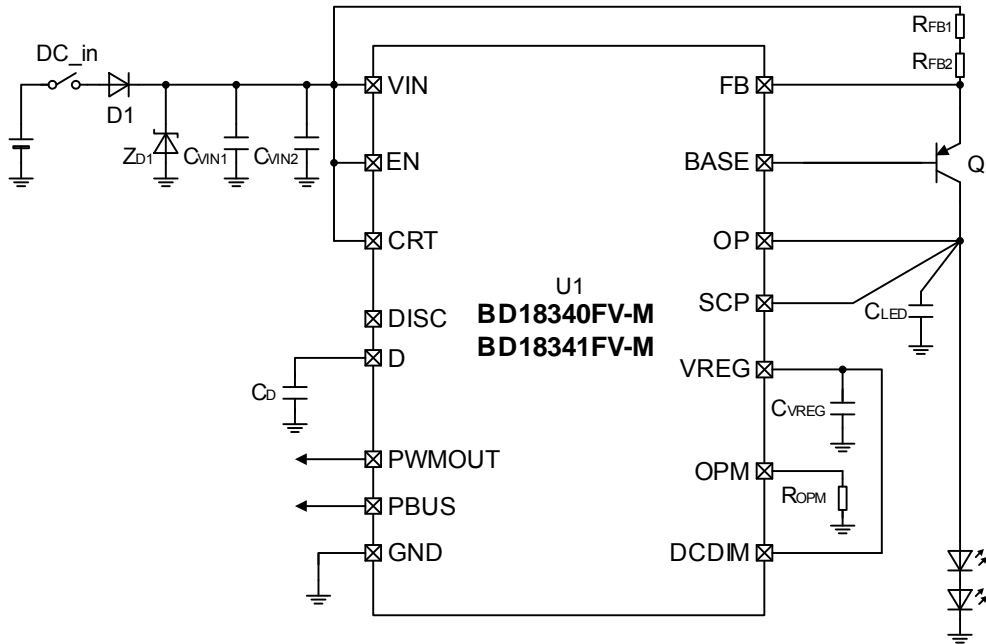 RFB1
DC_in
RFB2
VIN
FB
D1
ZD1
CVIN1
CVIN2
EN
BASE
Q
CRT
OP
U1
BD18340FV-M
BD18341FV-M
SCP
CLED
DISC
D
VREG
CD
CVREG
PWMOUT
OPM
ROPM
PBUS
GND
DCDIM